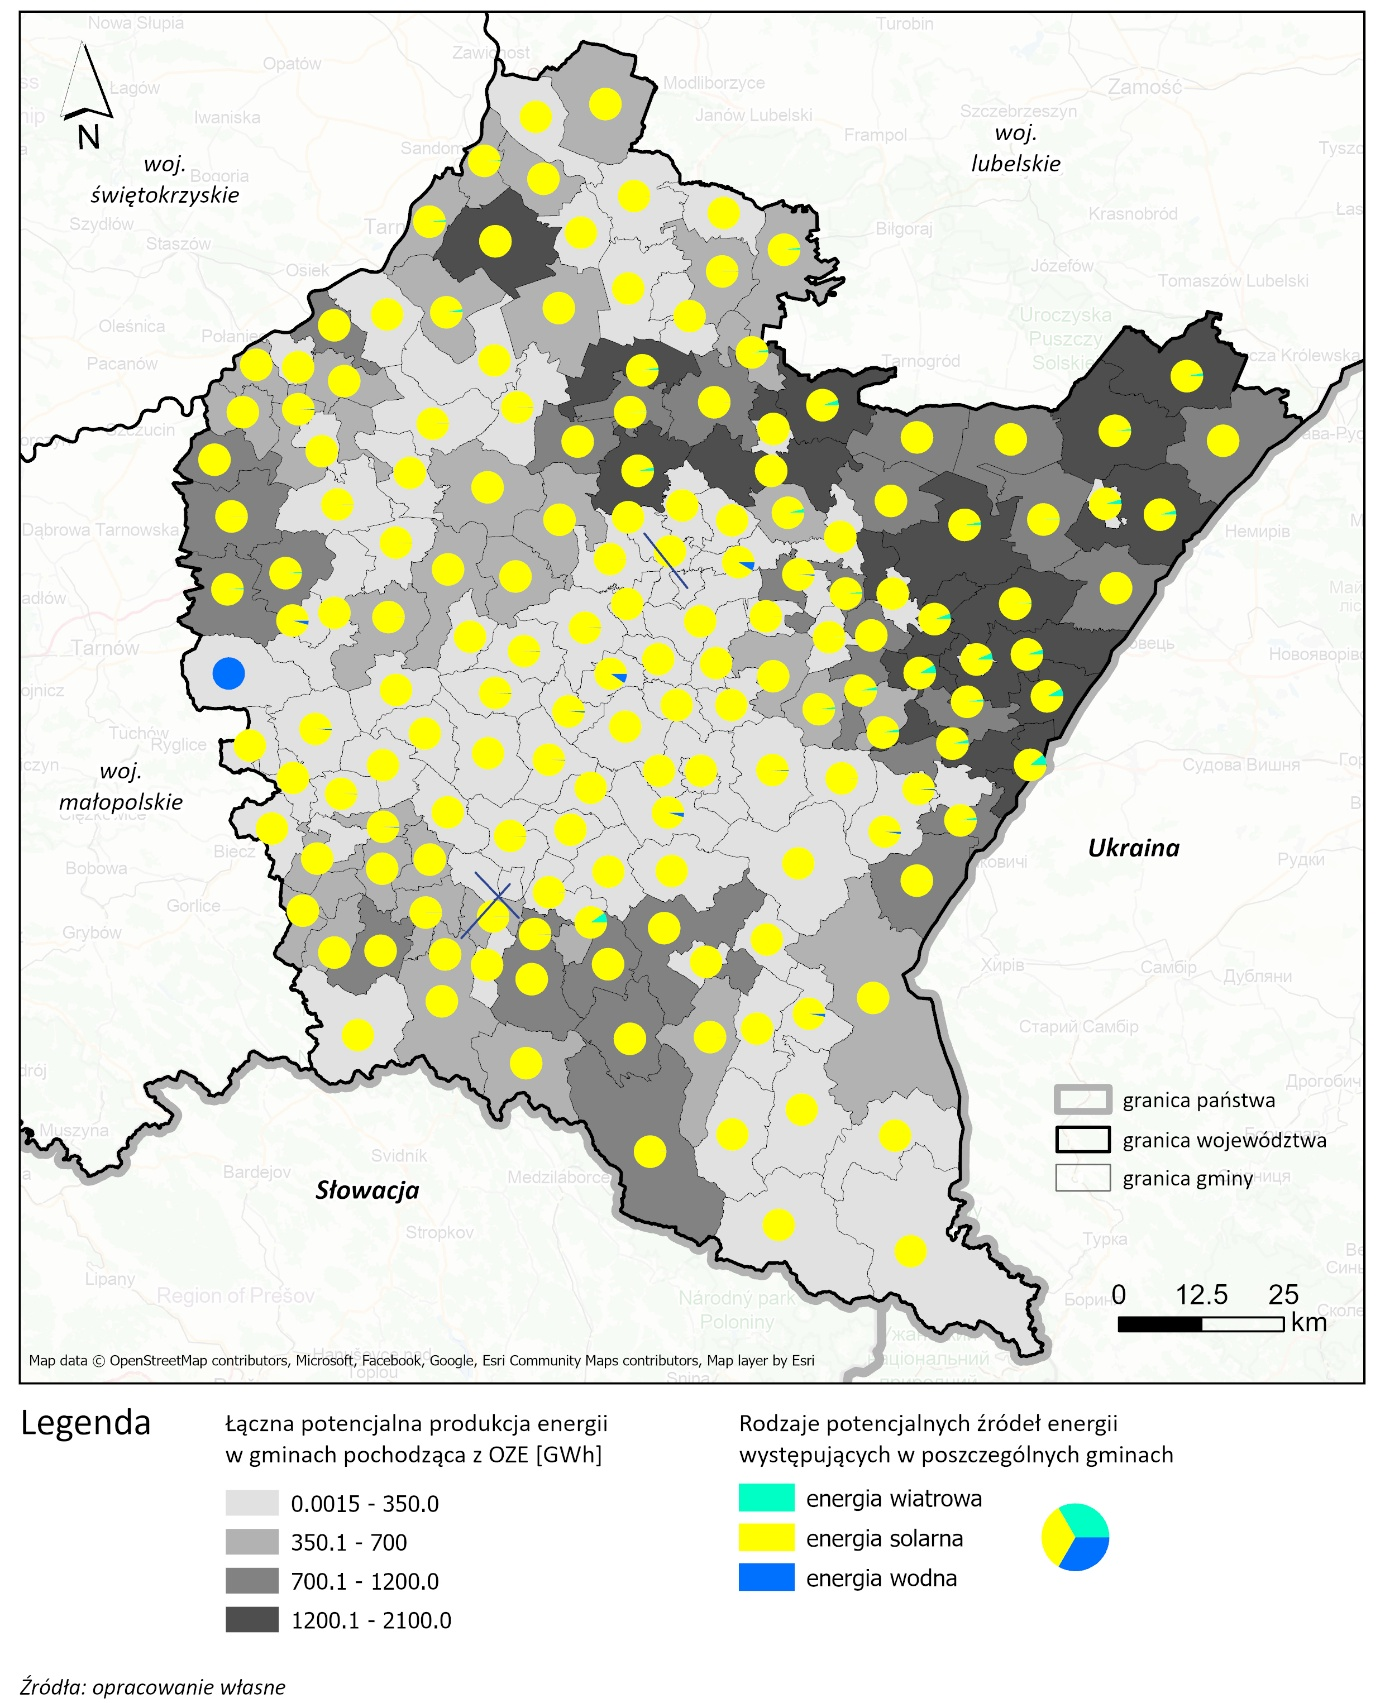 Nowa Słupia
Zawichost
Turobin
Opatów
Modliborzyce
Zamość
Łagów
Iwaniska
Janów Lubelski
Szczebrzeszyn
Frampol
N
woj.
świętokrzyskie
Bogoria
woj.
lubelskie
Szydłów
Staszów
Krasnobród
Biłgoraj
Osiek
Józefów
Tomaszów Lubelski
Oleśnica
Uroczyska
Puszczy
Solskie
Pacanów
Tarnogród
Szczucin
Dąbrowa Tarnowska
Немирів
Tarnów
Tuchów
Ryglice
Судова Вишня
woj.
małopolskie
Biecz
Ukraina
Рудки
Bobowa
Gorlice
Grybów
Хирів
Самбір
Дубляни
Старий Самбір
Дрогобич
granica państwa
Muszyna
granica województwa
Bardejov
Svidník
Medzilaborce
granica gminy
Słowacja
Stropkov
Турка
Lipany
Region of Prešov
Národný park
Poloniny
0 12.5 25
km
Map data © OpenStreetMap contributors, Microsoft, Facebook, Google, Esri Community Maps contributors, Map layer by Esri
Legenda
Łączna potencjalna produkcja energii
w gminach pochodząca z OZE [GWh]
0.0015 - 350.0
350.1 - 700
700.1 - 1200.0
1200.1 - 2100.0
Rodzaje potencjalnych źródeł energii
występujących w poszczególnych gminach
energia wiatrowa
energia solarna
energia wodna
Źródła: opracowanie własne